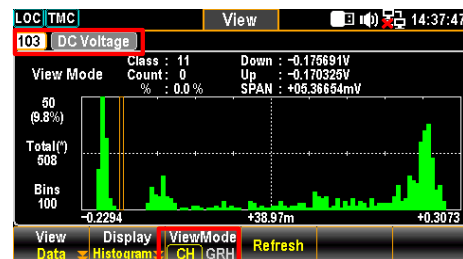 LOC TMC View 14:37:47
103 DC Voltage
View Mode Class : 11 Down : -0.175691V
Count: 0 Up : -0.170325V
% : 0.0 % SPAN : +05.36654mV
50
(9.8%)
Total(*)
508
Bins
100
-0.2294 +38.97m +0.3073
View Display ViewMode Refresh
Data Histogram CH GRH